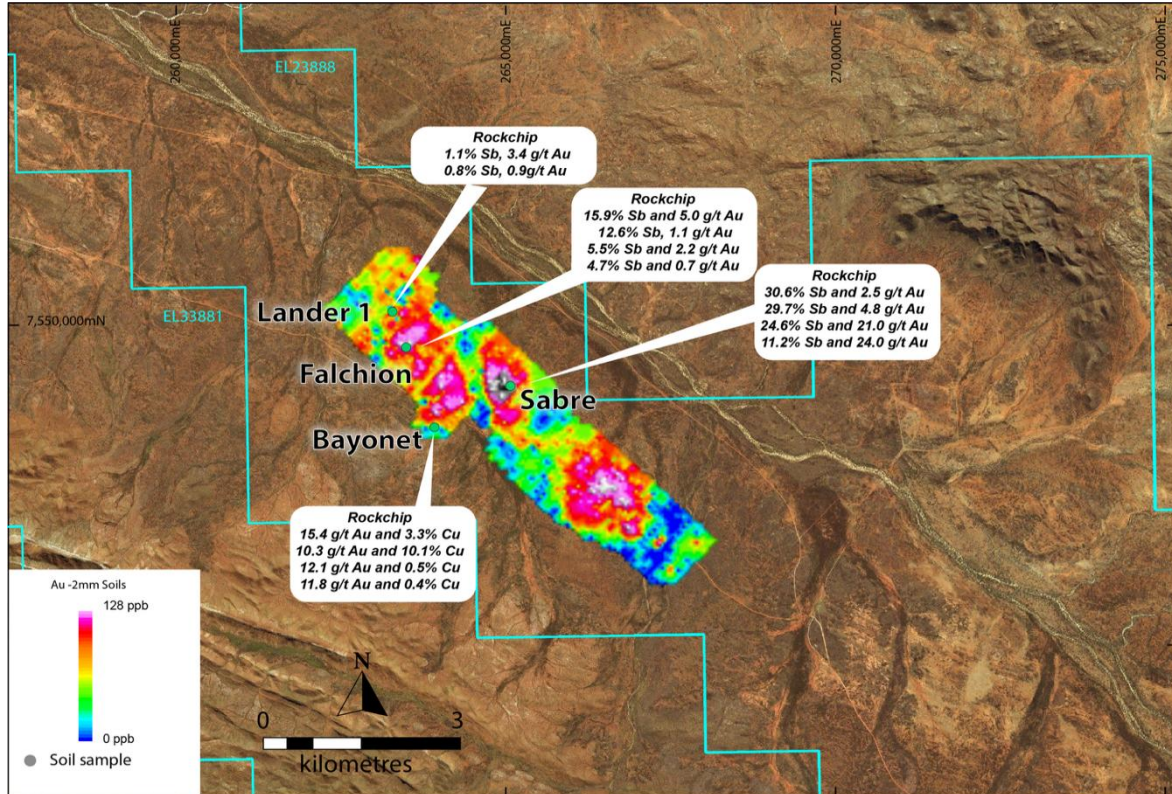 260,000mE
265,000mE
270,000mE
275,000mE
EL23888
Rockchip
1.1% Sb, 3.4 g/t Au
0.8% Sb, 0.9g/t Au
Rockchip
15.9% Sb and 5.0 g/t Au
12.6% Sb, 1.1 g/t Au
5.5% Sb and 2.2 g/t Au
4.7% Sb and 0.7 g/t Au
Rockchip
30.6% Sb and 2.5 g/t Au
29.7% Sb and 4.8 g/t Au
24.6% Sb and 21.0 g/t Au
11.2% Sb and 24.0 g/t Au
7,550,000mN
EL33881
Lander 1
Falchion
Sabre
Bayonet
Rockchip
15.4 g/t Au and 3.3% Cu
10.3 g/t Au and 10.1% Cu
12.1 g/t Au and 0.5% Cu
11.8 g/t Au and 0.4% Cu
Au -2mm Soils
128 ppb
0 ppb
Soil sample
N
0 3
kilometres